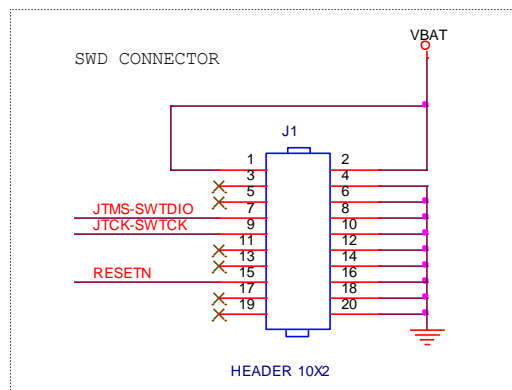 VBAT
SWD CONNECTOR
J1
1 2
3 4
5 6
JTMS-SWTDIO 7 8
JTCK-SWTCK 9 10
11 12
13 14
RESETN 15 16
17 18
19 20
HEADER 10X2